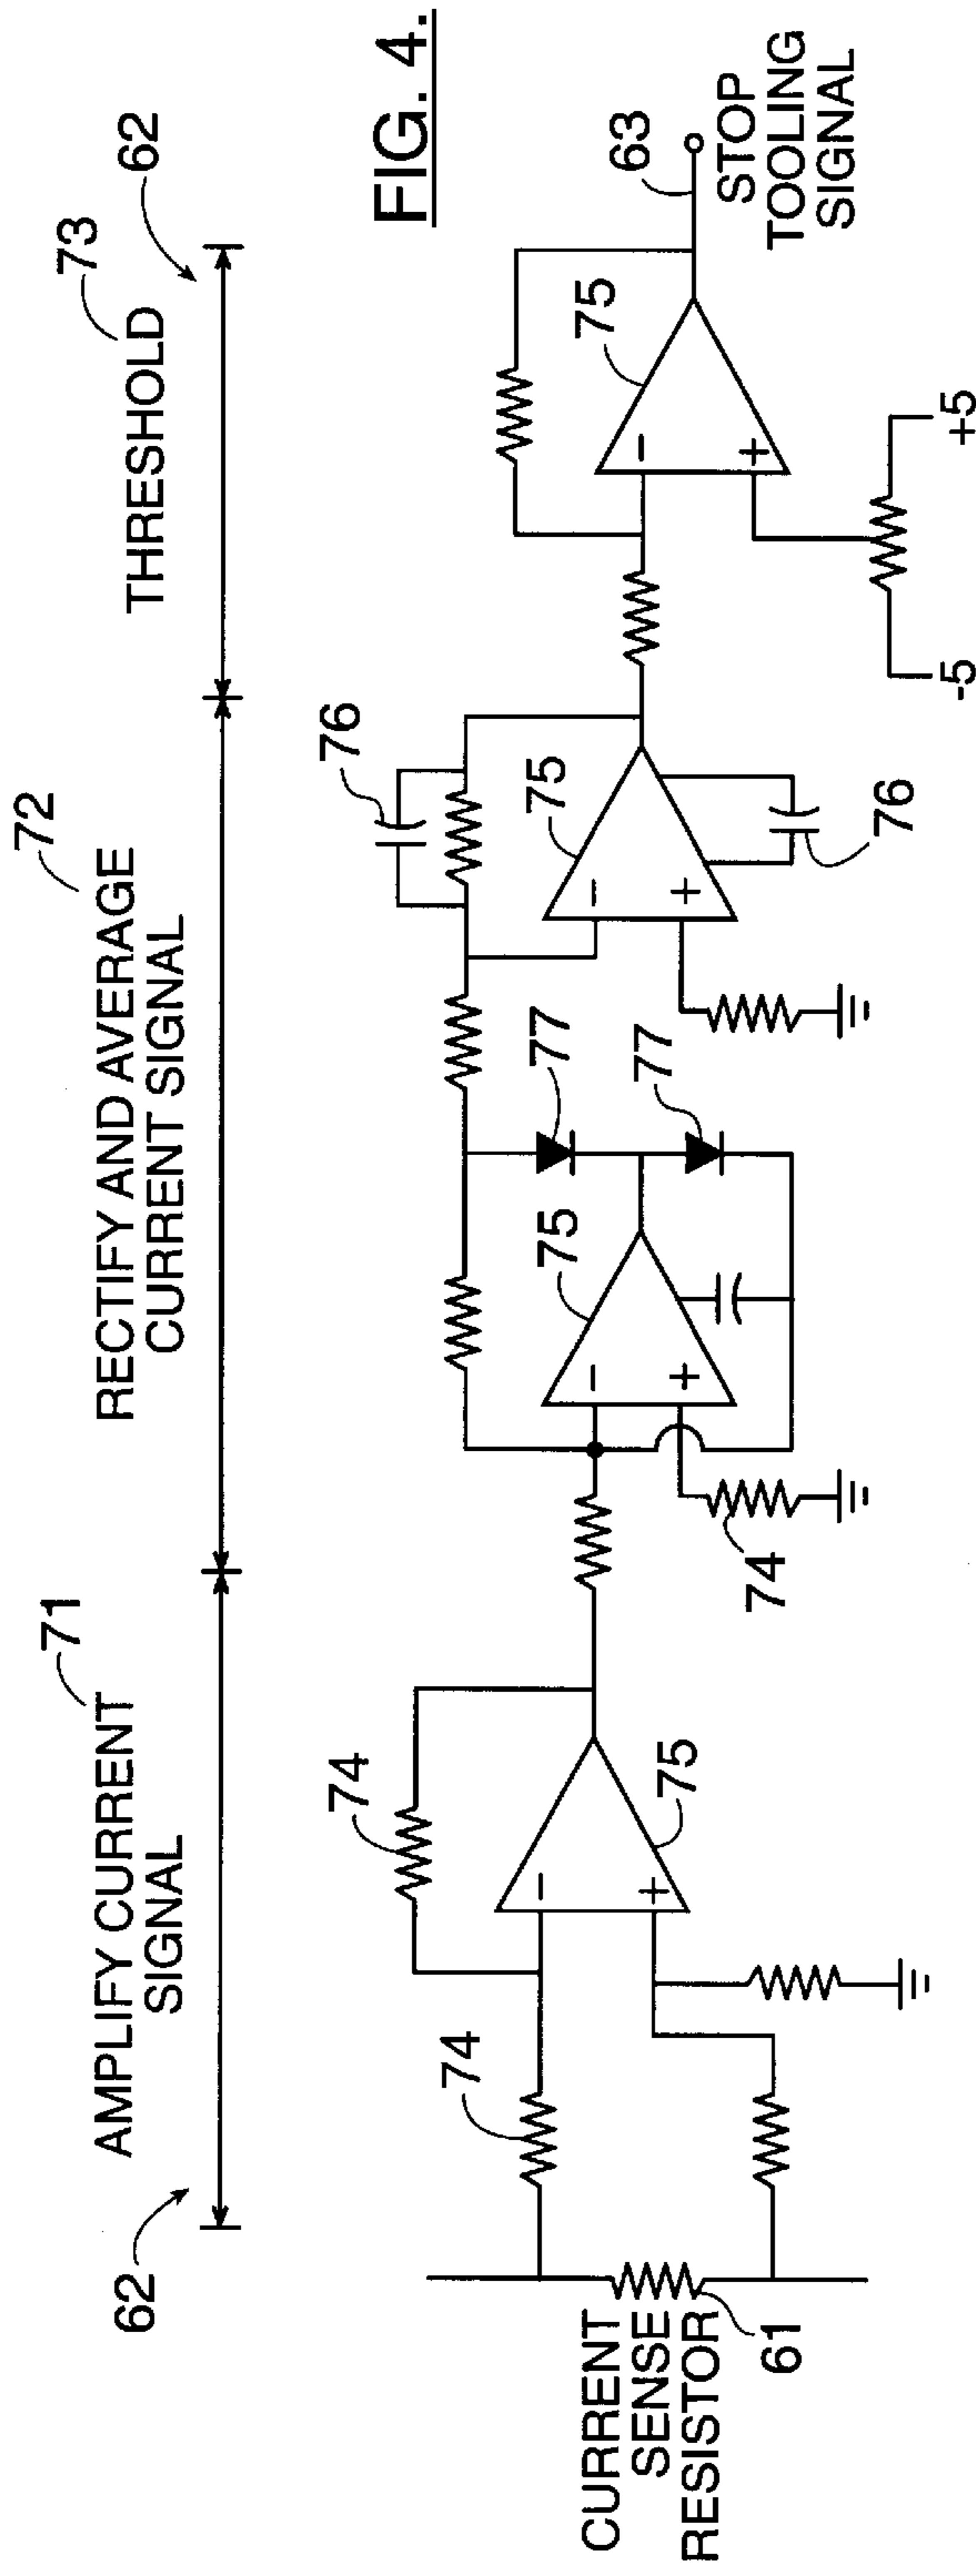 62
AMPLIFY CURRENT
SIGNAL
71
RECTIFY AND AVERAGE
CURRENT SIGNAL
72
THRESHOLD
73
62
FIG. 4.
CURRENT
SENSE
RESISTOR
61
74
74
-
+
75
74
-
+
75
77
77
-
+
75
76
76
-
+
75
-5
+5
63
STOP
TOOLING
SIGNAL